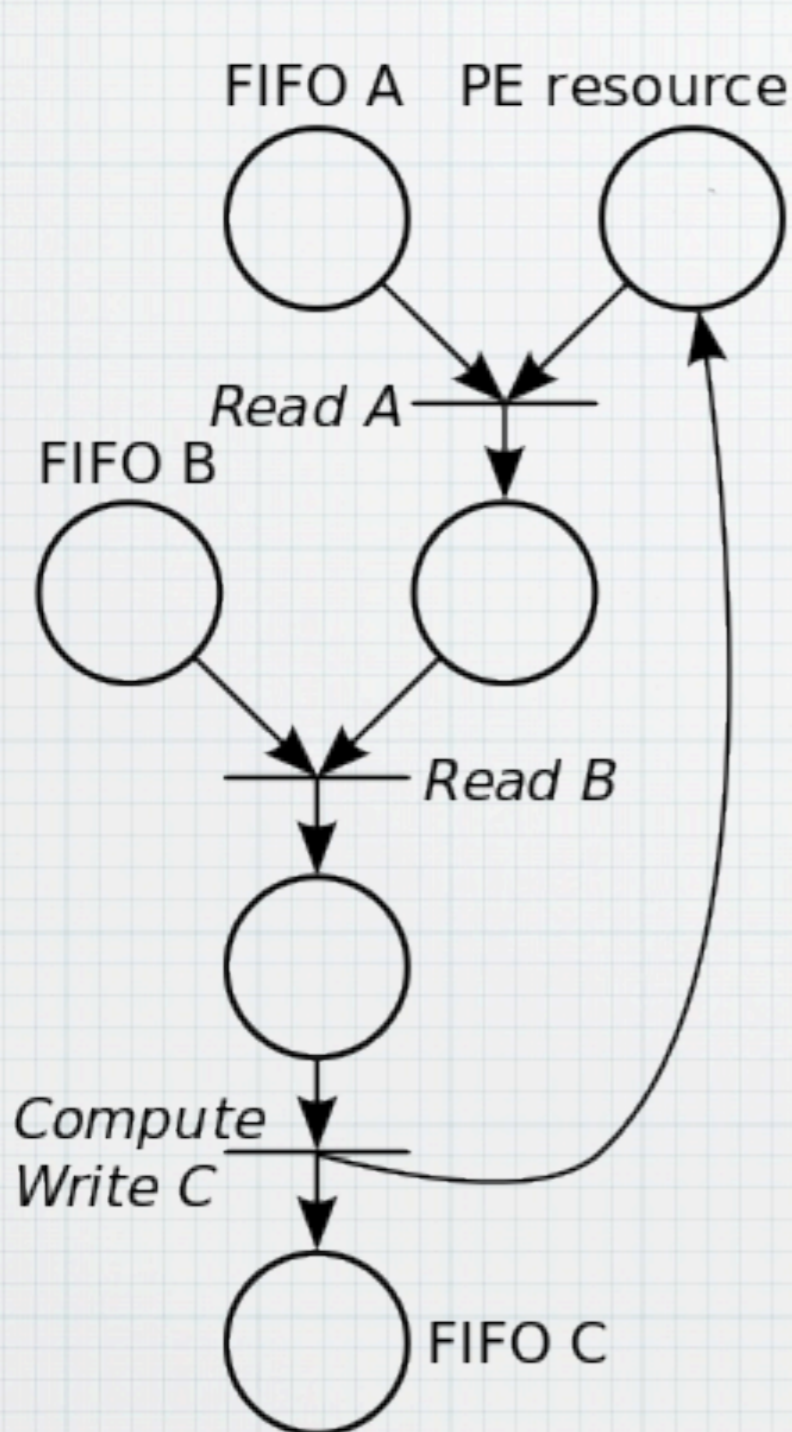 FIFO A
PE resource
Read A
FIFO B
Read B
Compute
Write C
FIFO C